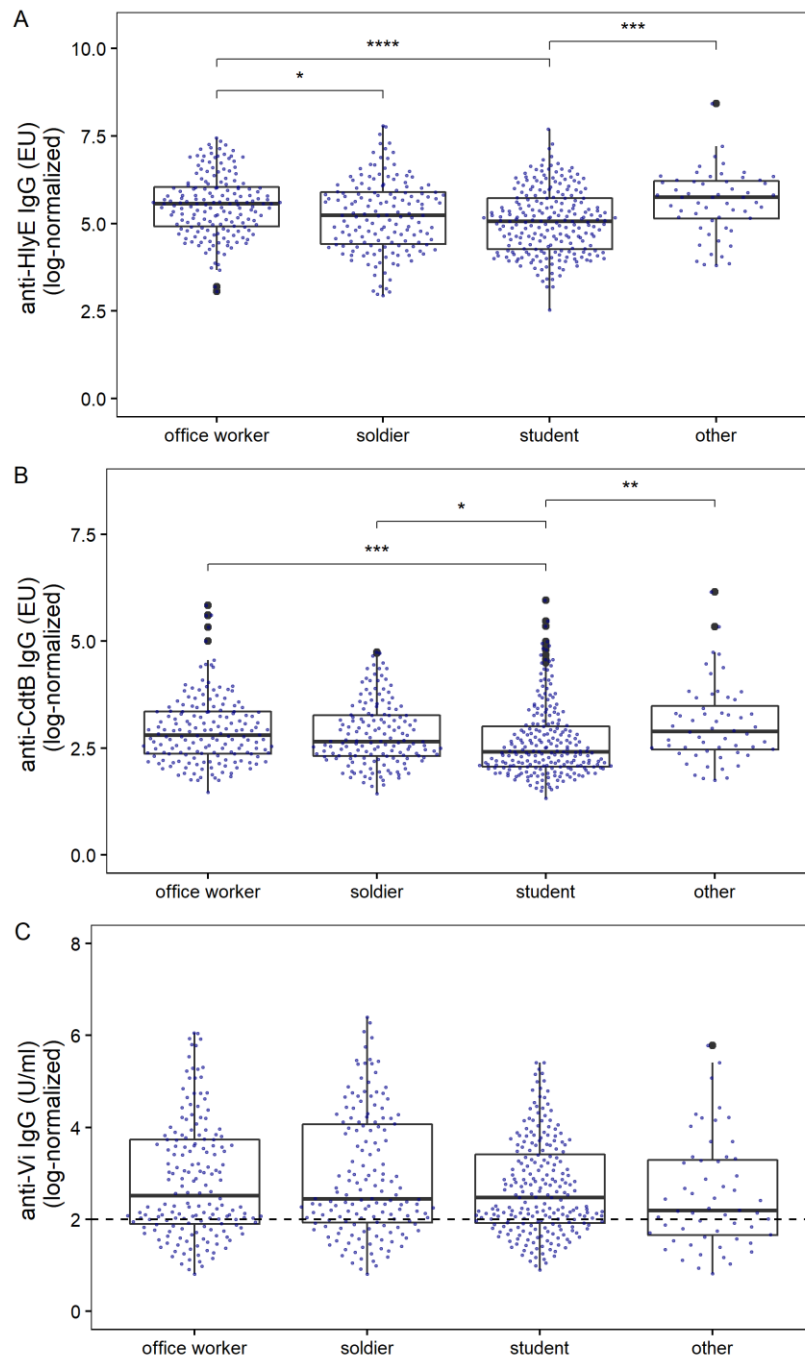 A
anti-HlyE IgG (EU)
(log-normalized)
10.0
7.5
5.0
2.5
0.0
****
***
*
office worker soldier student other
B
anti-CdtB IgG (EU)
(log-normalized)
7.5
5.0
2.5
0.0
**
*
***
office worker soldier student other
C
anti-Vi IgG (U/ml)
(log-normalized)
8
6
4
2
0
office worker soldier student other